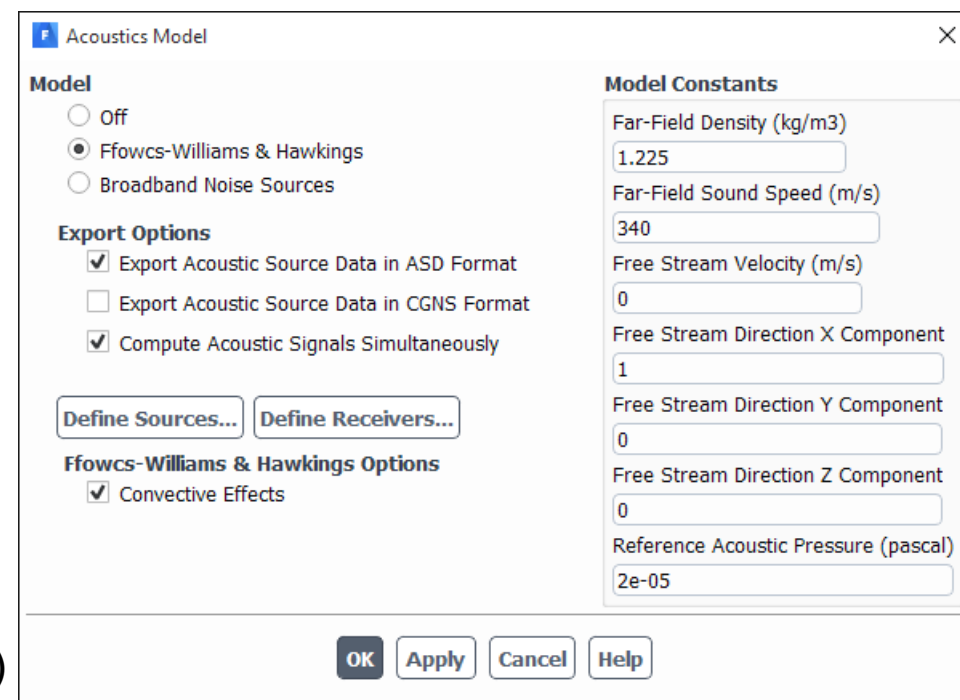 F Acoustics Model
Model
Off
Ffowcs-Williams & Hawkings
Broadband Noise Sources
Export Options
Export Acoustic Source Data in ASD Format
Export Acoustic Source Data in CGNS Format
Compute Acoustic Signals Simultaneously
Define Sources... Define Receivers...
Ffowcs-Williams & Hawkings Options
Convective Effects
Model Constants
Far-Field Density (kg/m3)
1.225
Far-Field Sound Speed (m/s)
340
Free Stream Velocity (m/s)
0
Free Stream Direction X Component
1
Free Stream Direction Y Component
0
Free Stream Direction Z Component
0
Reference Acoustic Pressure (pascal)
2e-05
) OK Apply Cancel Help